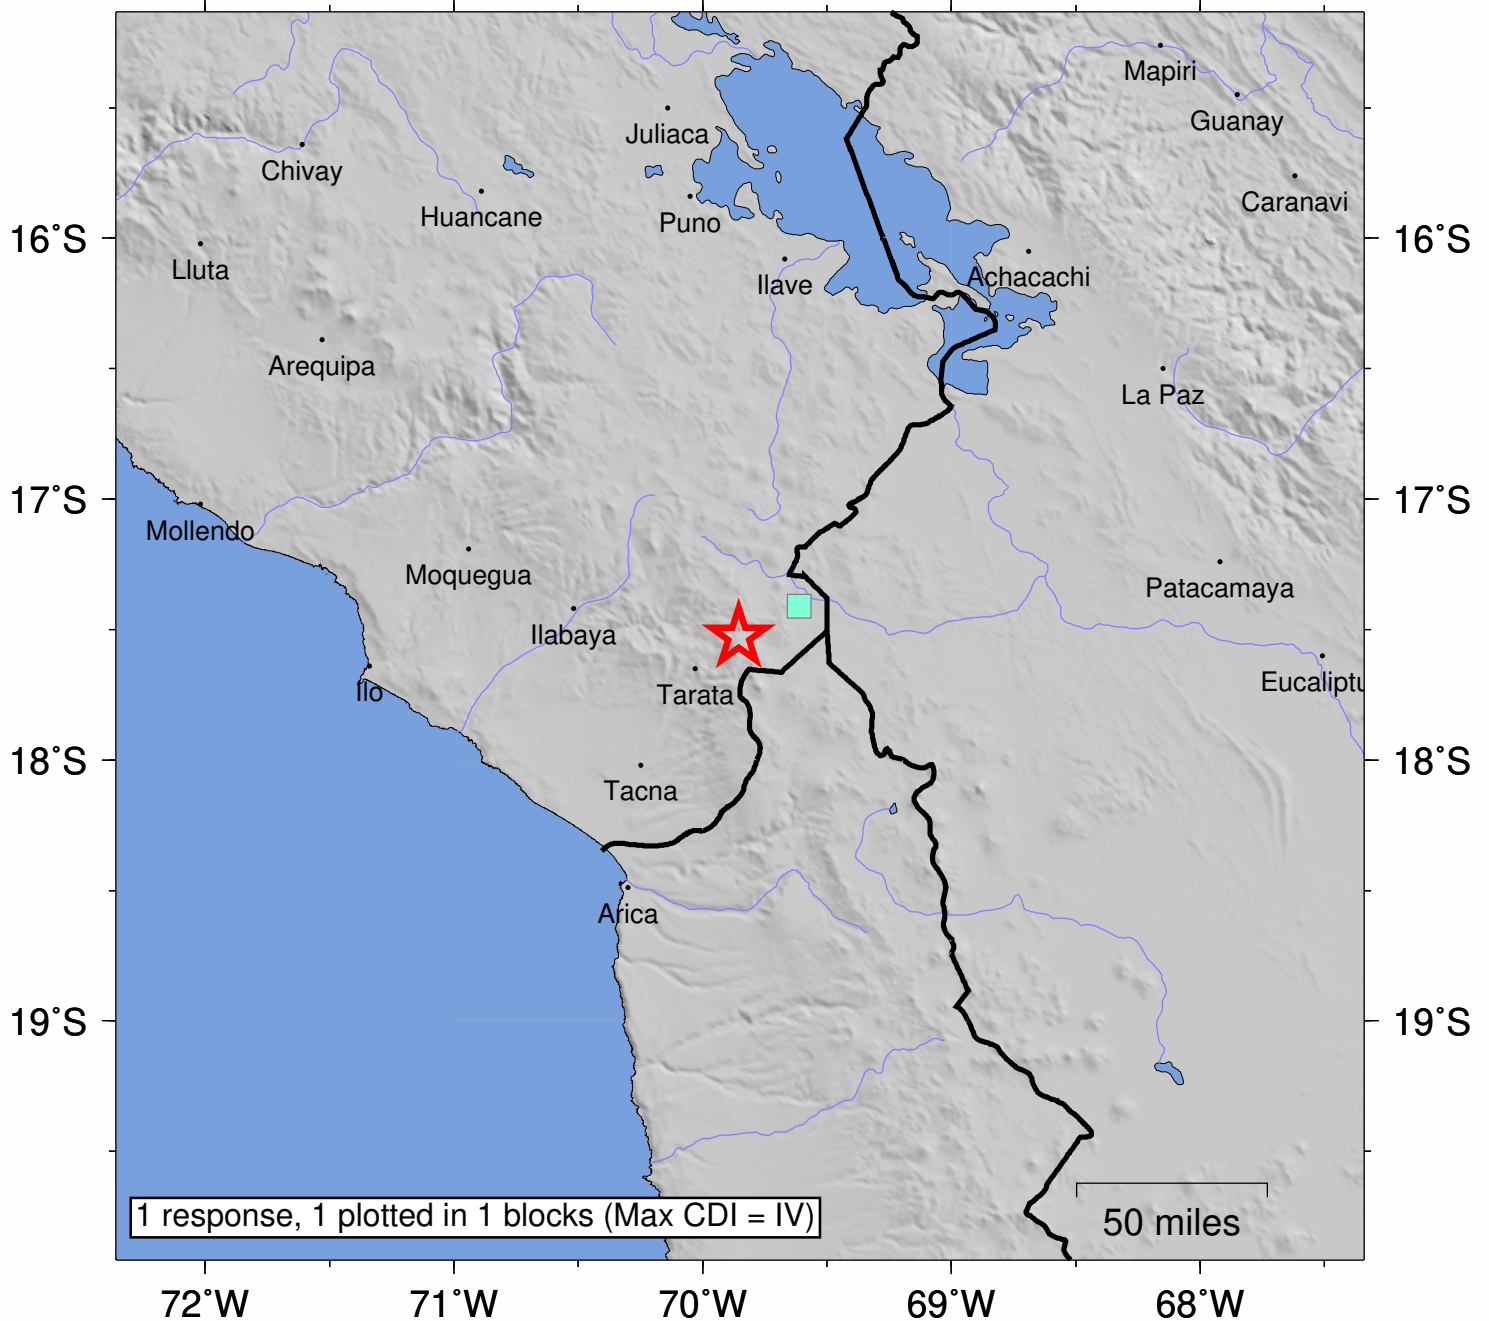 Mapiri
Guanay
Juliaca
Chivay
Caranavi
Huancane
Puno
16°S
16°S
Lluta
Ilave
Achacachi
Arequipa
La Paz
17°S
17°S
Mollendo
Moquegua
Patacamaya
Ilabaya
Eucaliptu
Ilo
Tarata
18°S
18°S
Tacna
Arica
19°S
19°S
1 response, 1 plotted in 1 blocks (Max CDI = IV)
50 miles
72°W
71°W
70°W
69°W
68°W